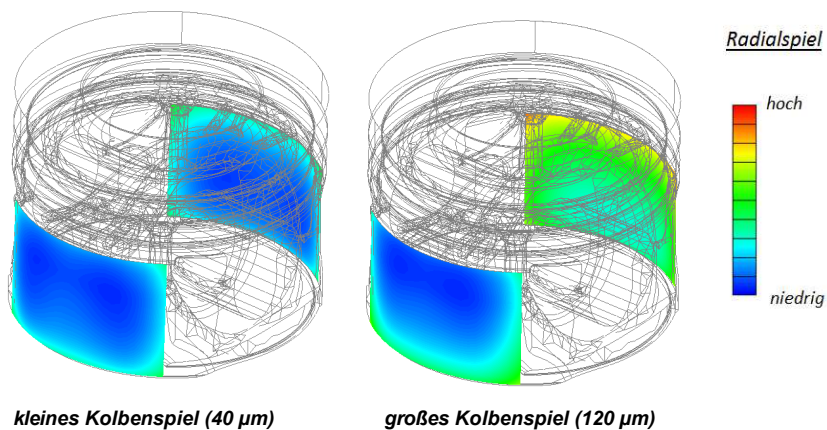 Radialspiel
hoch
niedrig
kleines Kolbenspiel (40 µm)
großes Kolbenspiel (120 µm)